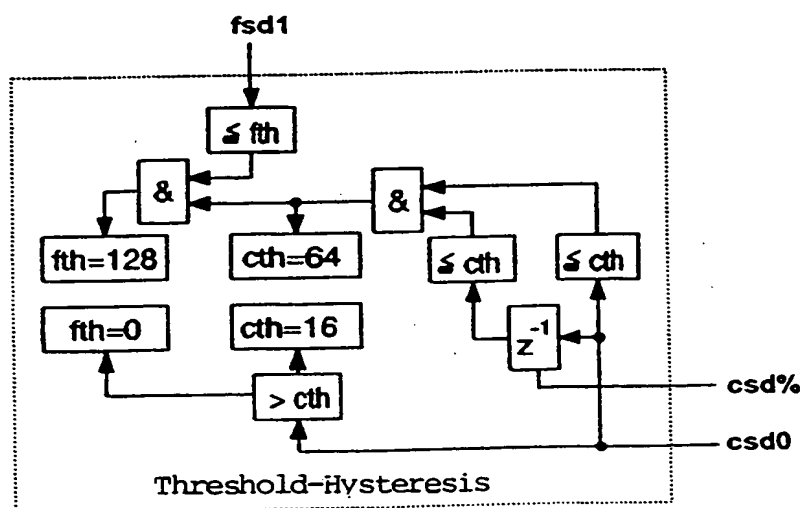 fsd1
≦ fth
&
&
fth=128
cth=64
≦ cth
≦ cth
fth=0
cth=16
z-1
> cth
csd%
csd0
Threshold-Hysteresis